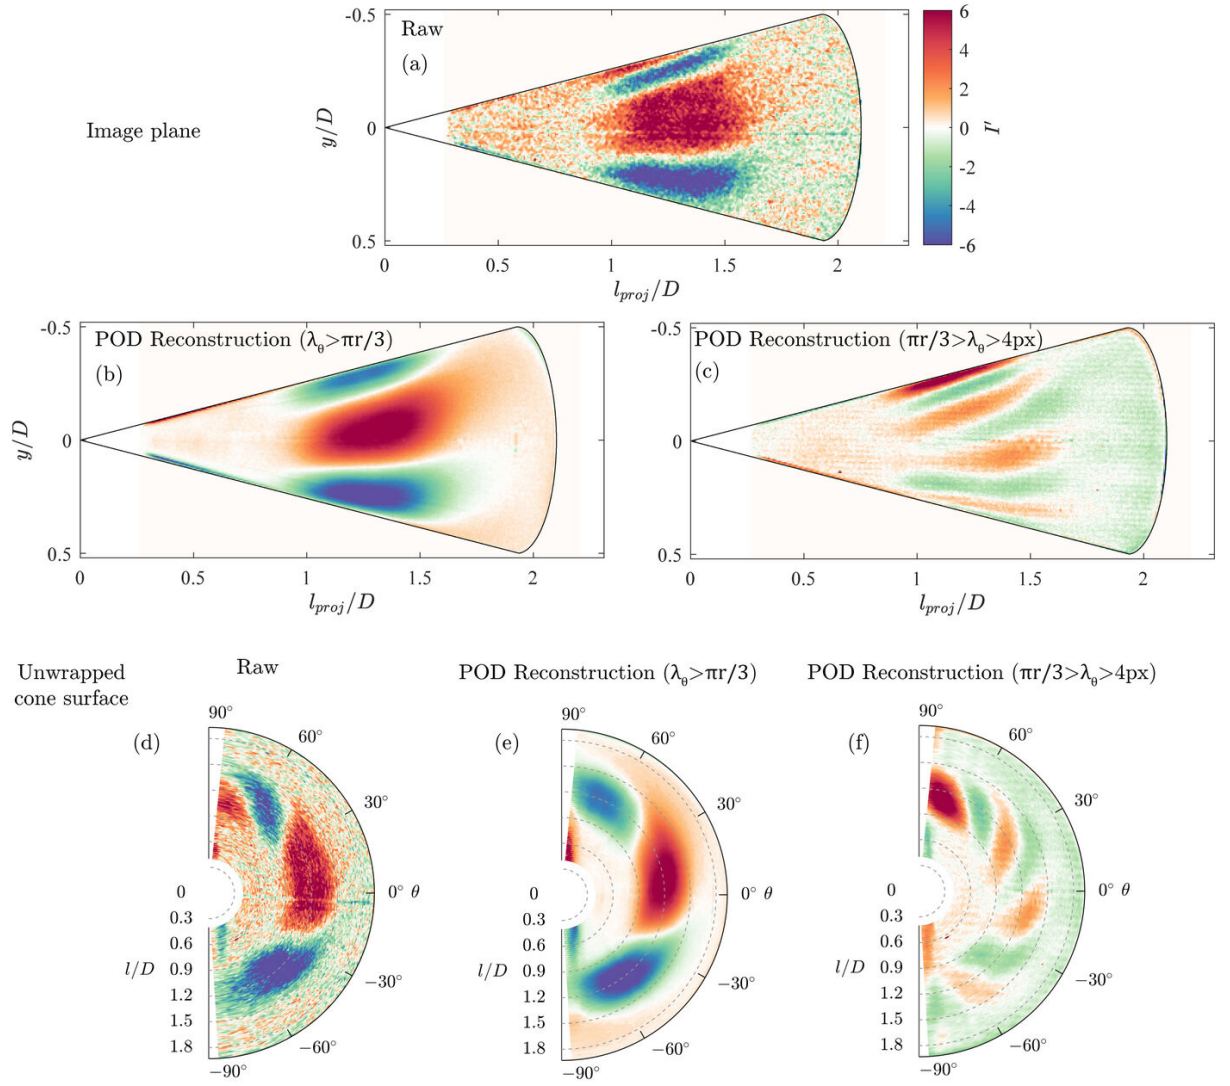 Image plane
Raw
(a)
-0.5
0
0.5
y/D
0
0.5
1
1.5
2
l_{proj}/D
6
4
2
0
-2
-4
-6
I'
POD Reconstruction (λ_θ>πr/3)
(b)
-0.5
0
0.5
y/D
0
0.5
1
1.5
2
l_{proj}/D
POD Reconstruction (πr/3>λ_θ>4px)
(c)
-0.5
0
0.5
0
0.5
1
1.5
2
l_{proj}/D
Unwrapped
cone surface
Raw
(d)
90°
60°
30°
0° θ
−30°
−60°
−90°
0
0.3
0.6
0.9
1.2
1.5
1.8
l/D
POD Reconstruction (λ_θ>πr/3)
(e)
90°
60°
30°
0° θ
−30°
−60°
−90°
0
0.3
0.6
0.9
1.2
1.5
1.8
l/D
POD Reconstruction (πr/3>λ_θ>4px)
(f)
90°
60°
30°
0° θ
−30°
−60°
−90°
0
0.3
0.6
0.9
1.2
1.5
1.8
l/D